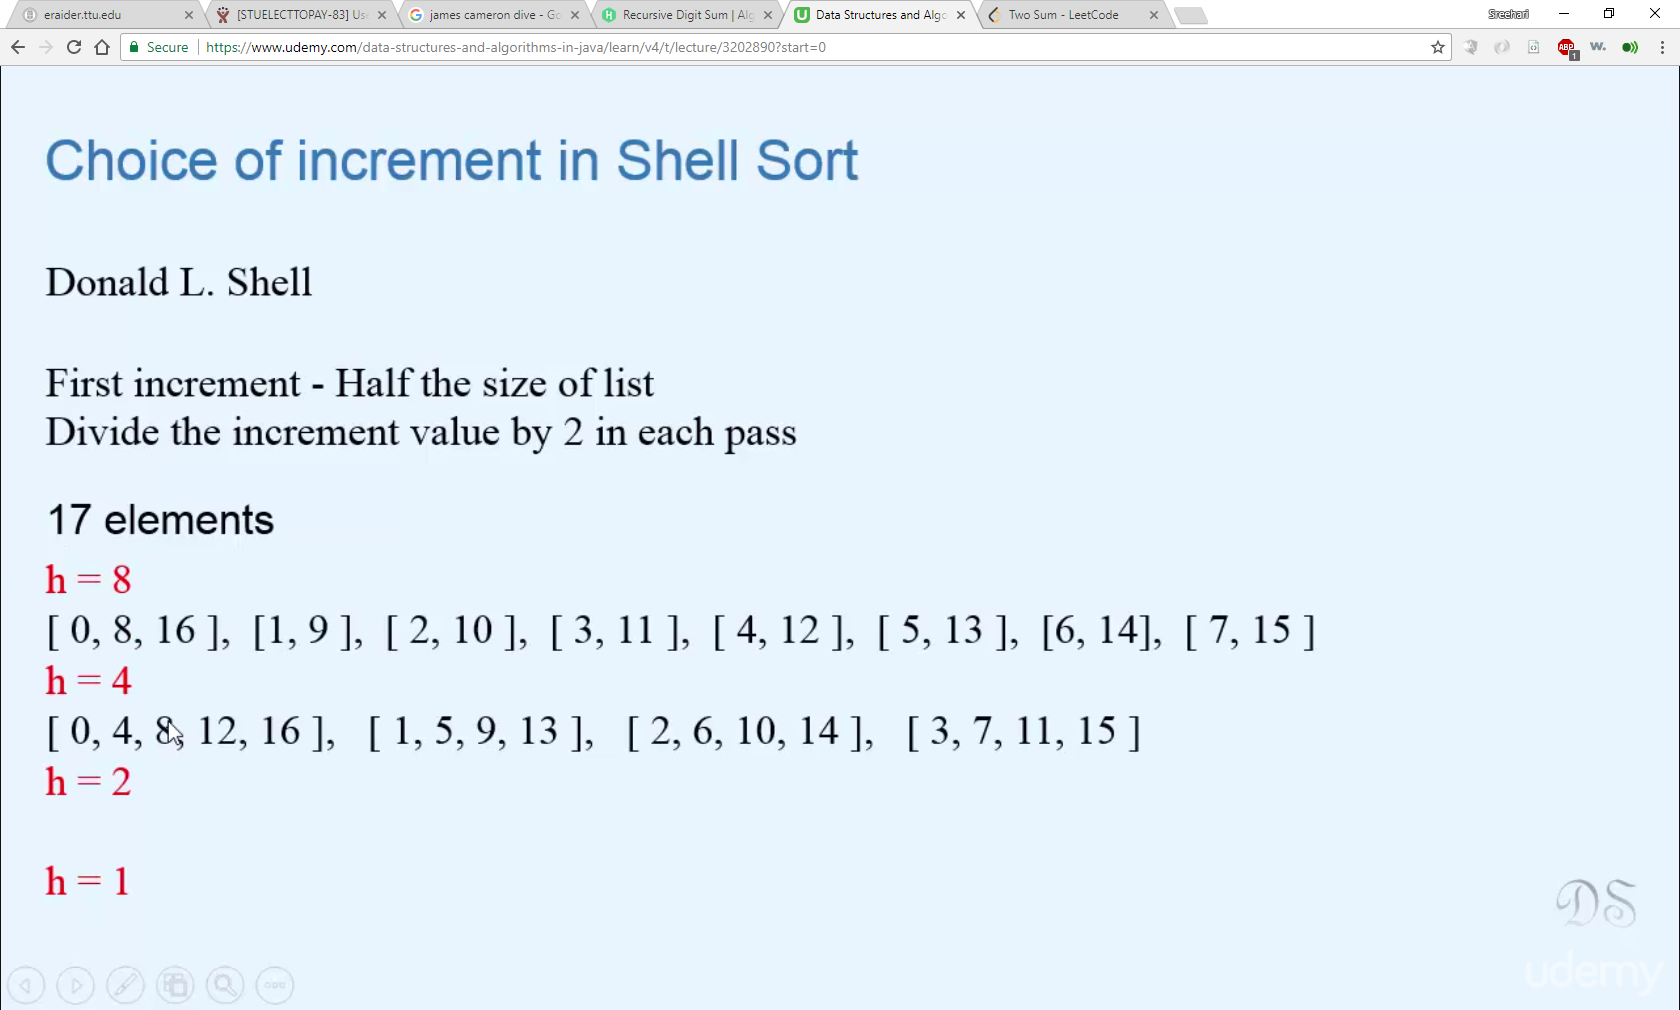 eraider.ttu.edu
[STUELECTTOPAY-83] Us
james cameron dive - Go
Recursive Digit Sum | Alg
Data Structures and Algo
Two Sum - LeetCode
Sreehari
Secure
https://www.udemy.com/data-structures-and-algorithms-in-java/learn/v4/t/lecture/3202890?start=0
ABP
1
w.
Choice of increment in Shell Sort
Donald L. Shell
First increment - Half the size of list
Divide the increment value by 2 in each pass
17 elements
h = 8
[ 0, 8, 16 ], [1, 9 ], [ 2, 10 ], [ 3, 11 ], [ 4, 12 ], [ 5, 13 ], [6, 14], [ 7, 15 ]
h = 4
[ 0, 4, 8, 12, 16 ], [ 1, 5, 9, 13 ], [ 2, 6, 10, 14 ], [ 3, 7, 11, 15 ]
h = 2
h = 1
DS
udemy